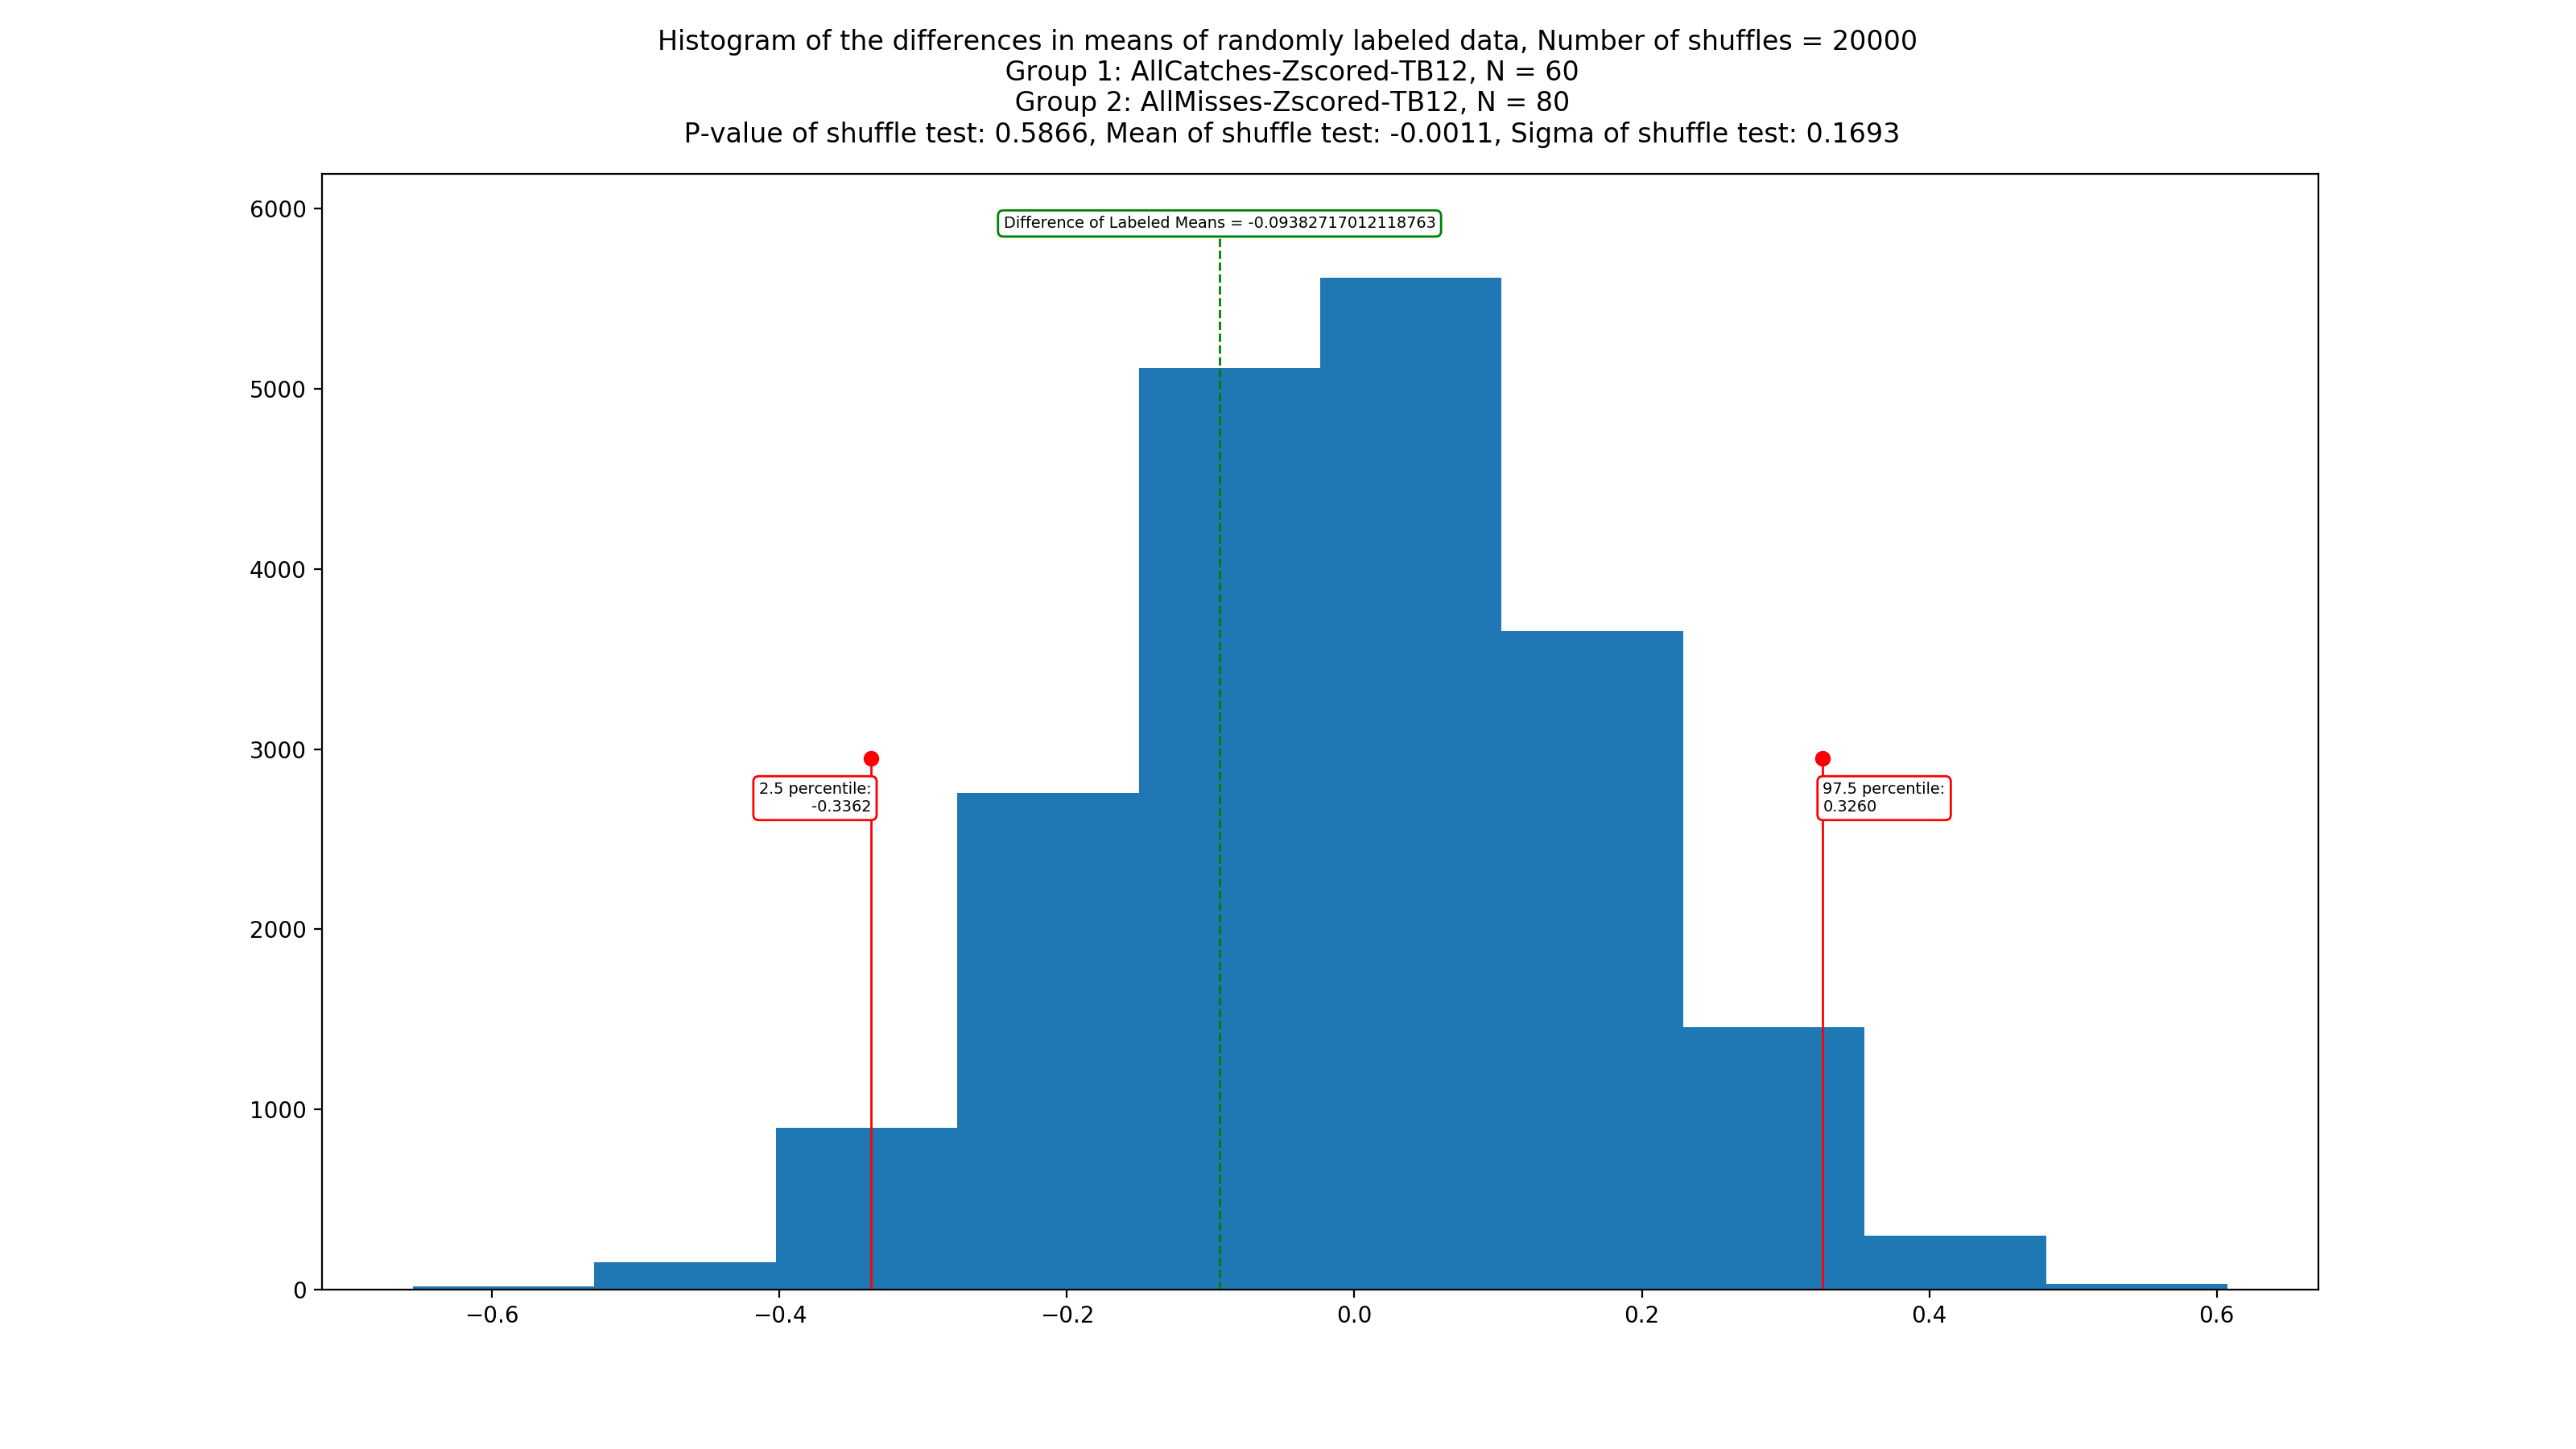 Histogram of the differences in means of randomly labeled data, Number of shuffles = 20000
Group 1: AllCatches-Zscored-TB12, N = 60
Group 2: AllMisses-Zscored-TB12, N = 80
P-value of shuffle test: 0.5866, Mean of shuffle test: -0.0011, Sigma of shuffle test: 0.1693
6000
Difference of Labeled Means = -0.09382717012118763
5000
4000
3000
2.5 percentile:
-0.3362
97.5 percentile:
0.3260
2000
1000
0
−0.6
−0.4
−0.2
0.0
0.2
0.4
0.6